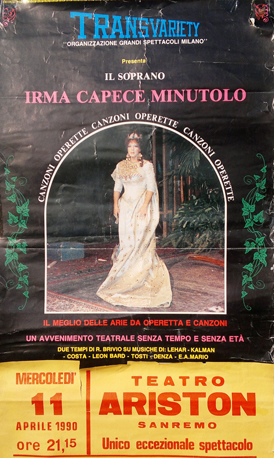 TRANSVARIETY
"ORGANIZZAZIONE GRANDI SPETTACOLI MILANO"
Presenta
IL SOPRANO
IRMA CAPECE MINUTOLO
CANZONI OPERETTE CANZONI OPERETTE CANZONI OPERETTE
IL MEGLIO DELLE ARIE DA OPERETTA E CANZONI
UN AVVENIMENTO TEATRALE SENZA TEMPO E SENZA ETÀ
DUE TEMPI DI R. BRIVIO SU MUSICHE DI: LEHAR - KALMAN
- COSTA - LEON BARD - TOSTI - DENZA - E.A. MARIO
MERCOLEDI'
11
APRILE 1990
ore 21,15
TEATRO
ARISTON
SANREMO
Unico eccezionale spettacolo